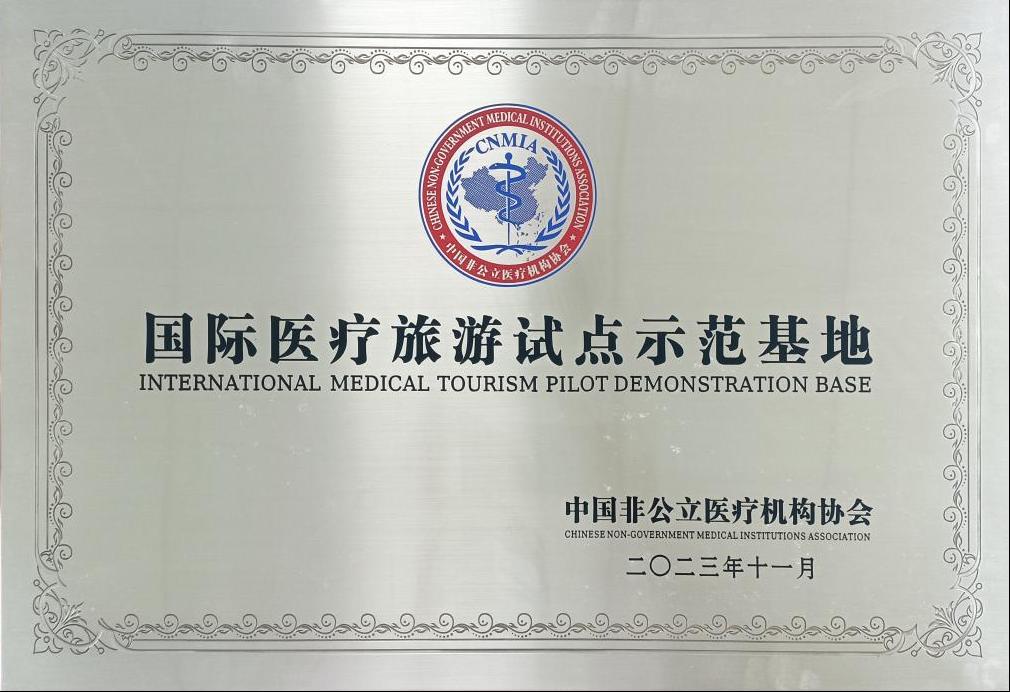 CHINESE NON-GOVERNMENT MEDICAL INSTITUTIONS ASSOCIATION
CNMIA
中国非公立医疗机构协会
国际医疗旅游试点示范基地
INTERNATIONAL MEDICAL TOURISM PILOT DEMONSTRATION BASE
中国非公立医疗机构协会
CHINESE NON-GOVERNMENT MEDICAL INSTITUTIONS ASSOCIATION
二〇二三年十一月